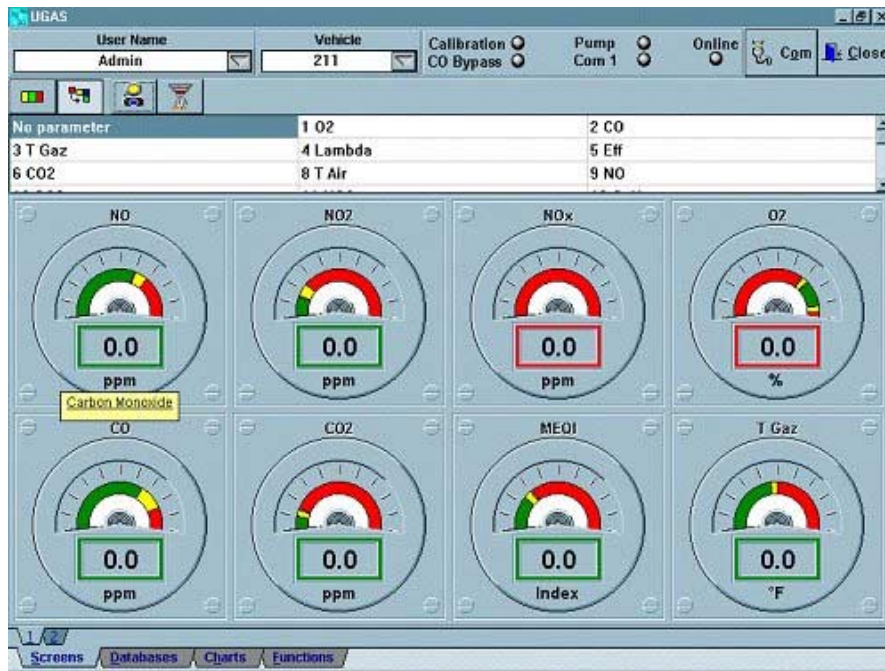 UGAS
User Name
Vehicle
Calibration
Pump
Online
Com
Close
Admin
211
CO Bypass
Com 1
No parameter
1 O2
2 CO
3 T Gaz
4 Lambda
5 Eff
6 CO2
8 T Air
9 NO
NO
NO2
NOx
O2
0.0
0.0
0.0
0.0
ppm
ppm
ppm
%
Carbon Monoxide
CO
CO2
MEQI
T Gaz
0.0
0.0
0.0
0.0
ppm
ppm
Index
°F
1
2
Screens
Databases
Charts
Functions